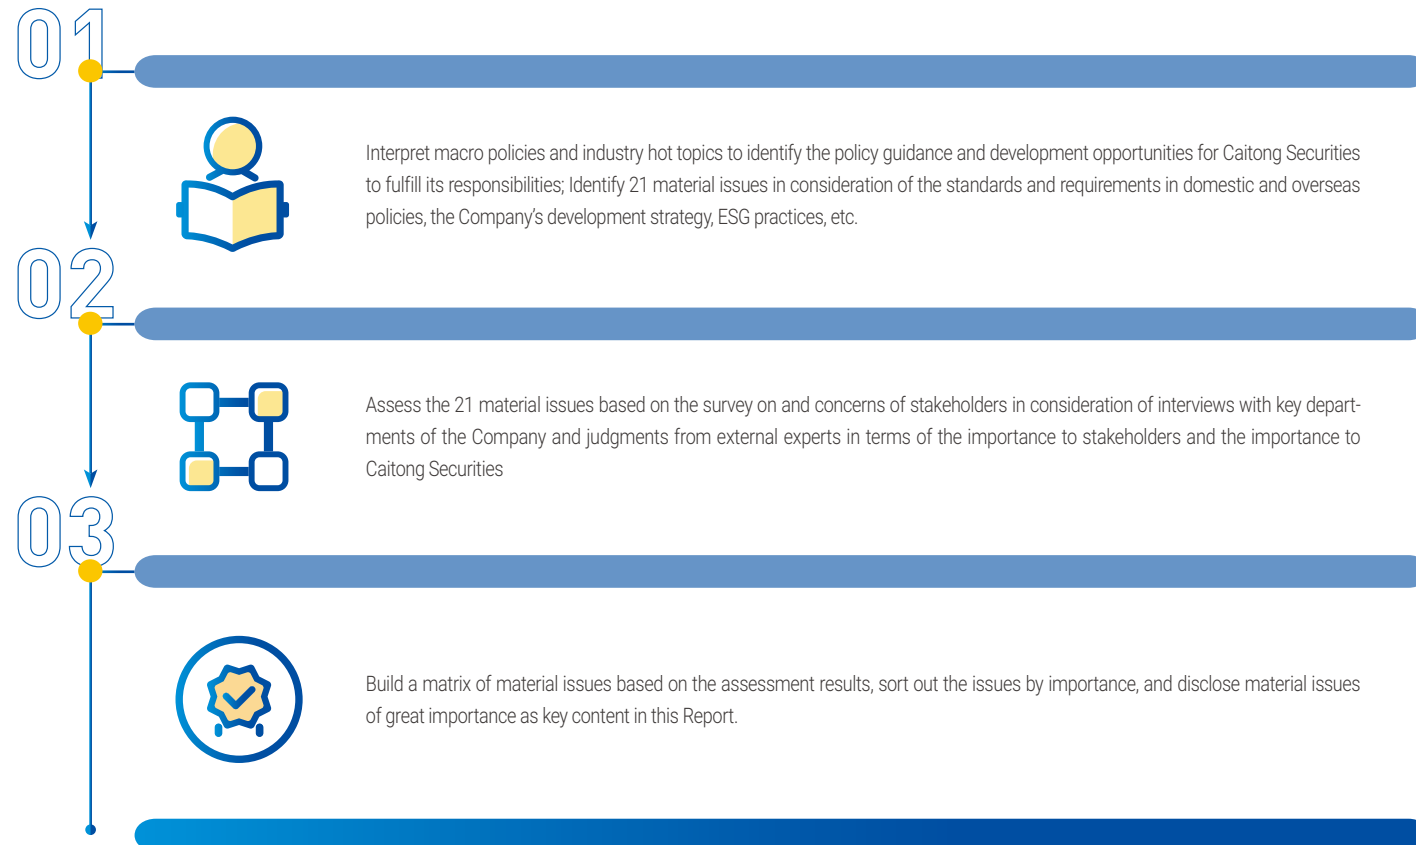 01
Interpret macro policies and industry hot topics to identify the policy guidance and development opportunities for Caitong Securities
to fulfill its responsibilities; Identify 21 material issues in consideration of the standards and requirements in domestic and overseas
policies, the Company's development strategy, ESG practices, etc.
02
Assess the 21 material issues based on the survey on and concerns of stakeholders in consideration of interviews with key depart-
ments of the Company and judgments from external experts in terms of the importance to stakeholders and the importance to
Caitong Securities
03
Build a matrix of material issues based on the assessment results, sort out the issues by importance, and disclose material issues
of great importance as key content in this Report.